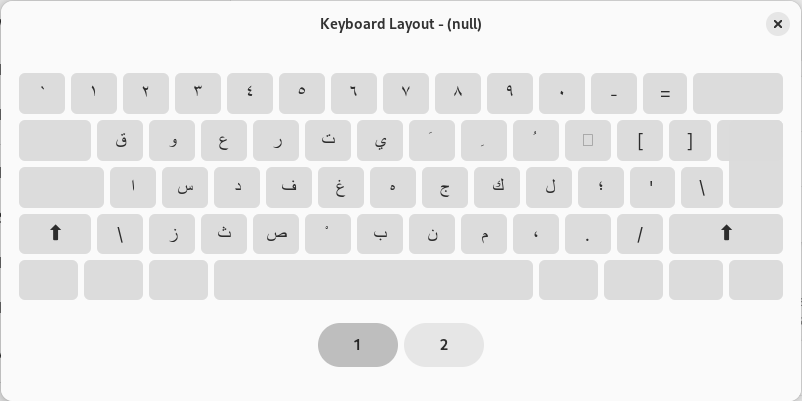 Keyboard Layout - (null)
` ١ ٢ ٣ ٤ ٥ ٦ ٧ ٨ ٩ ٠ - =
ق و ع ر ت ي َ ِ ُ [ ]
ا س د ف غ ه ج ك ل ؛ ' \
⬆ \ ز ث ص ْ ب ن م ، . / ⬆
1 2